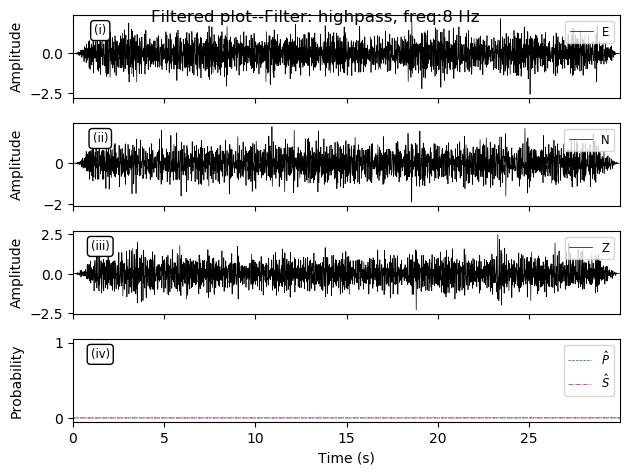 Filtered plot--Filter: highpass, freq:8 Hz
(i)
E
Amplitude
0.0
−2.5
(ii)
N
Amplitude
0
−2
(iii)
Z
Amplitude
2.5
0.0
−2.5
(iv)
P̂
Ŝ
Probability
1
0
0 5 10 15 20 25
Time (s)